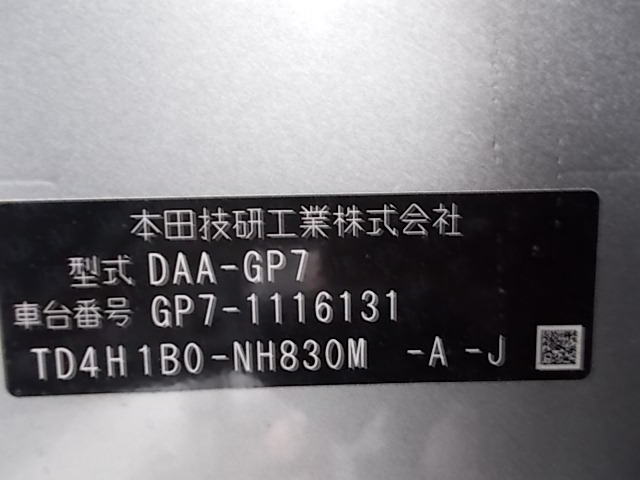 本田技研工業株式会社
型式 DAA-GP7
車台番号 GP7-1116131
TD4H1B0-NH830M -A-J